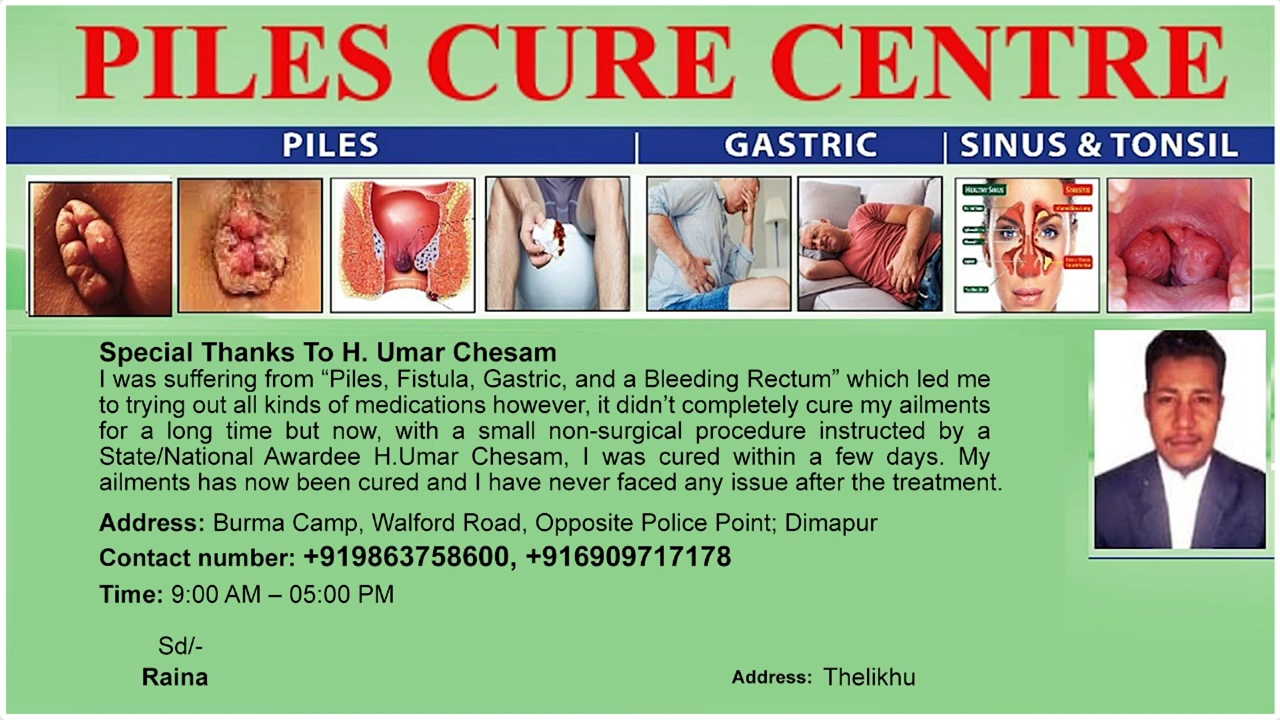 PILES CURE CENTRE
PILES | GASTRIC | SINUS & TONSIL
HEALTHY SINUS
SINUSITIS
Special Thanks To H. Umar Chesam
I was suffering from “Piles, Fistula, Gastric, and a Bleeding Rectum” which led me
to trying out all kinds of medications however, it didn’t completely cure my ailments
for a long time but now, with a small non-surgical procedure instructed by a
State/National Awardee H.Umar Chesam, I was cured within a few days. My
ailments has now been cured and I have never faced any issue after the treatment.
Address: Burma Camp, Walford Road, Opposite Police Point; Dimapur
Contact number: +919863758600, +916909717178
Time: 9:00 AM – 05:00 PM
Sd/-
Raina
Address: Thelikhu